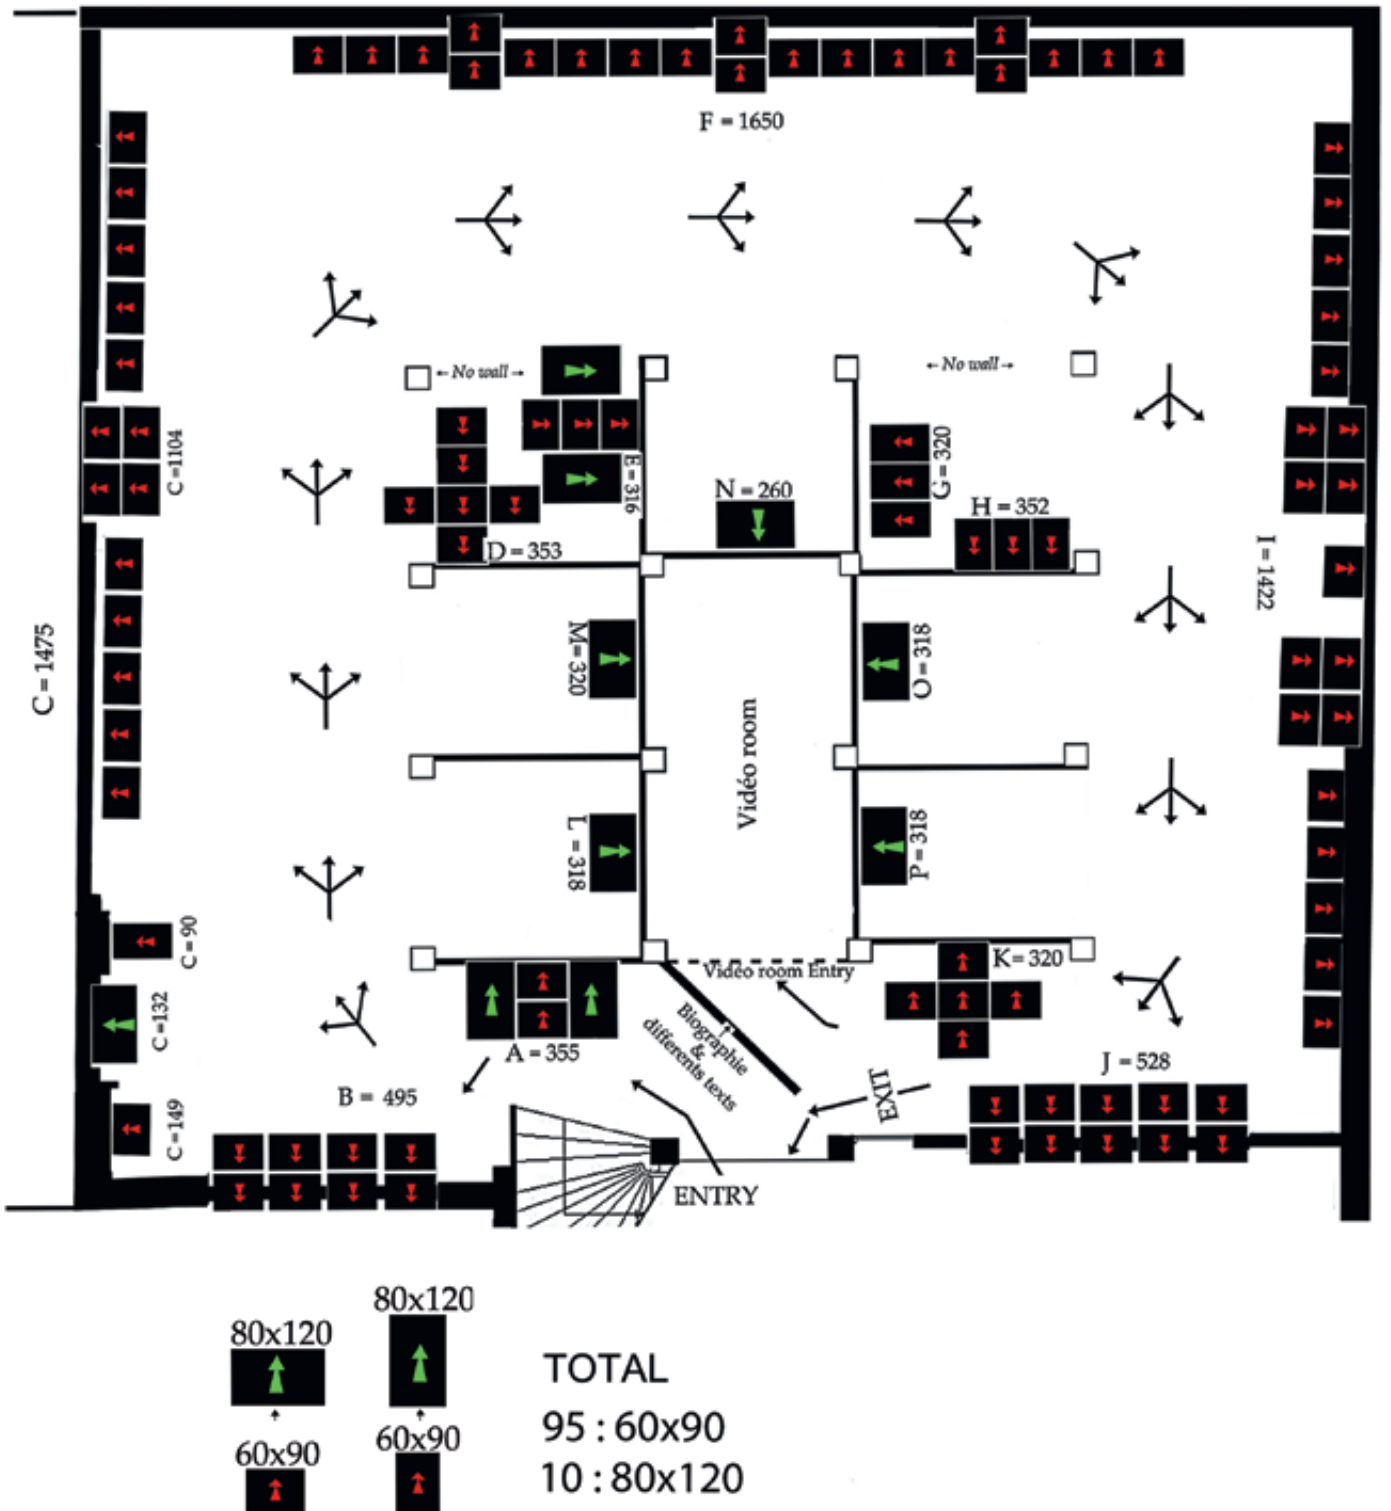 F = 1650
←No wall→
←No wall→
C =1104
E = 316
G = 320
N = 260
H = 352
D = 353
I = 1422
C = 1475
M= 320
O = 318
Vidéo room
L = 318
P = 318
C = 90
Vidéo room Entry
K= 320
C =132
Biographie
&
differents texts
A = 355
J = 528
B = 495
EXIT
C =149
ENTRY
80x120
80x120
60x90
60x90
TOTAL
95 : 60x90
10 : 80x120